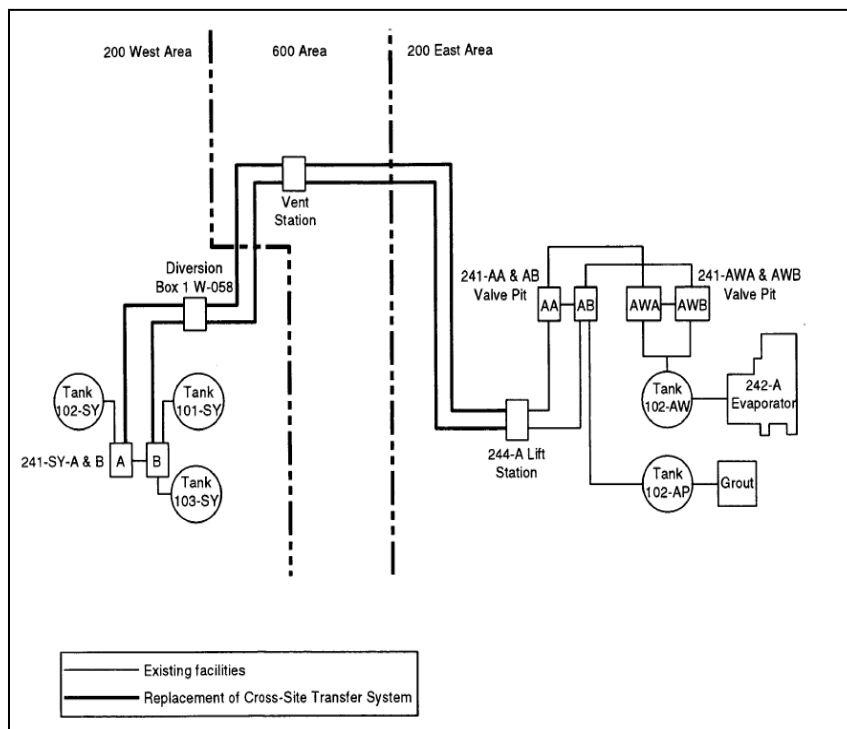 200 West Area
600 Area
200 East Area
Vent
Station
Diversion
Box 1 W-058
241-AA & AB
Valve Pit
241-AWA & AWB
Valve Pit
AA
AB
AWA
AWB
Tank
102-SY
Tank
101-SY
Tank
102-AW
242-A
Evaporator
241-SY-A & B
A
B
244-A Lift
Station
Tank
103-SY
Tank
102-AP
Grout
Existing facilities
Replacement of Cross-Site Transfer System